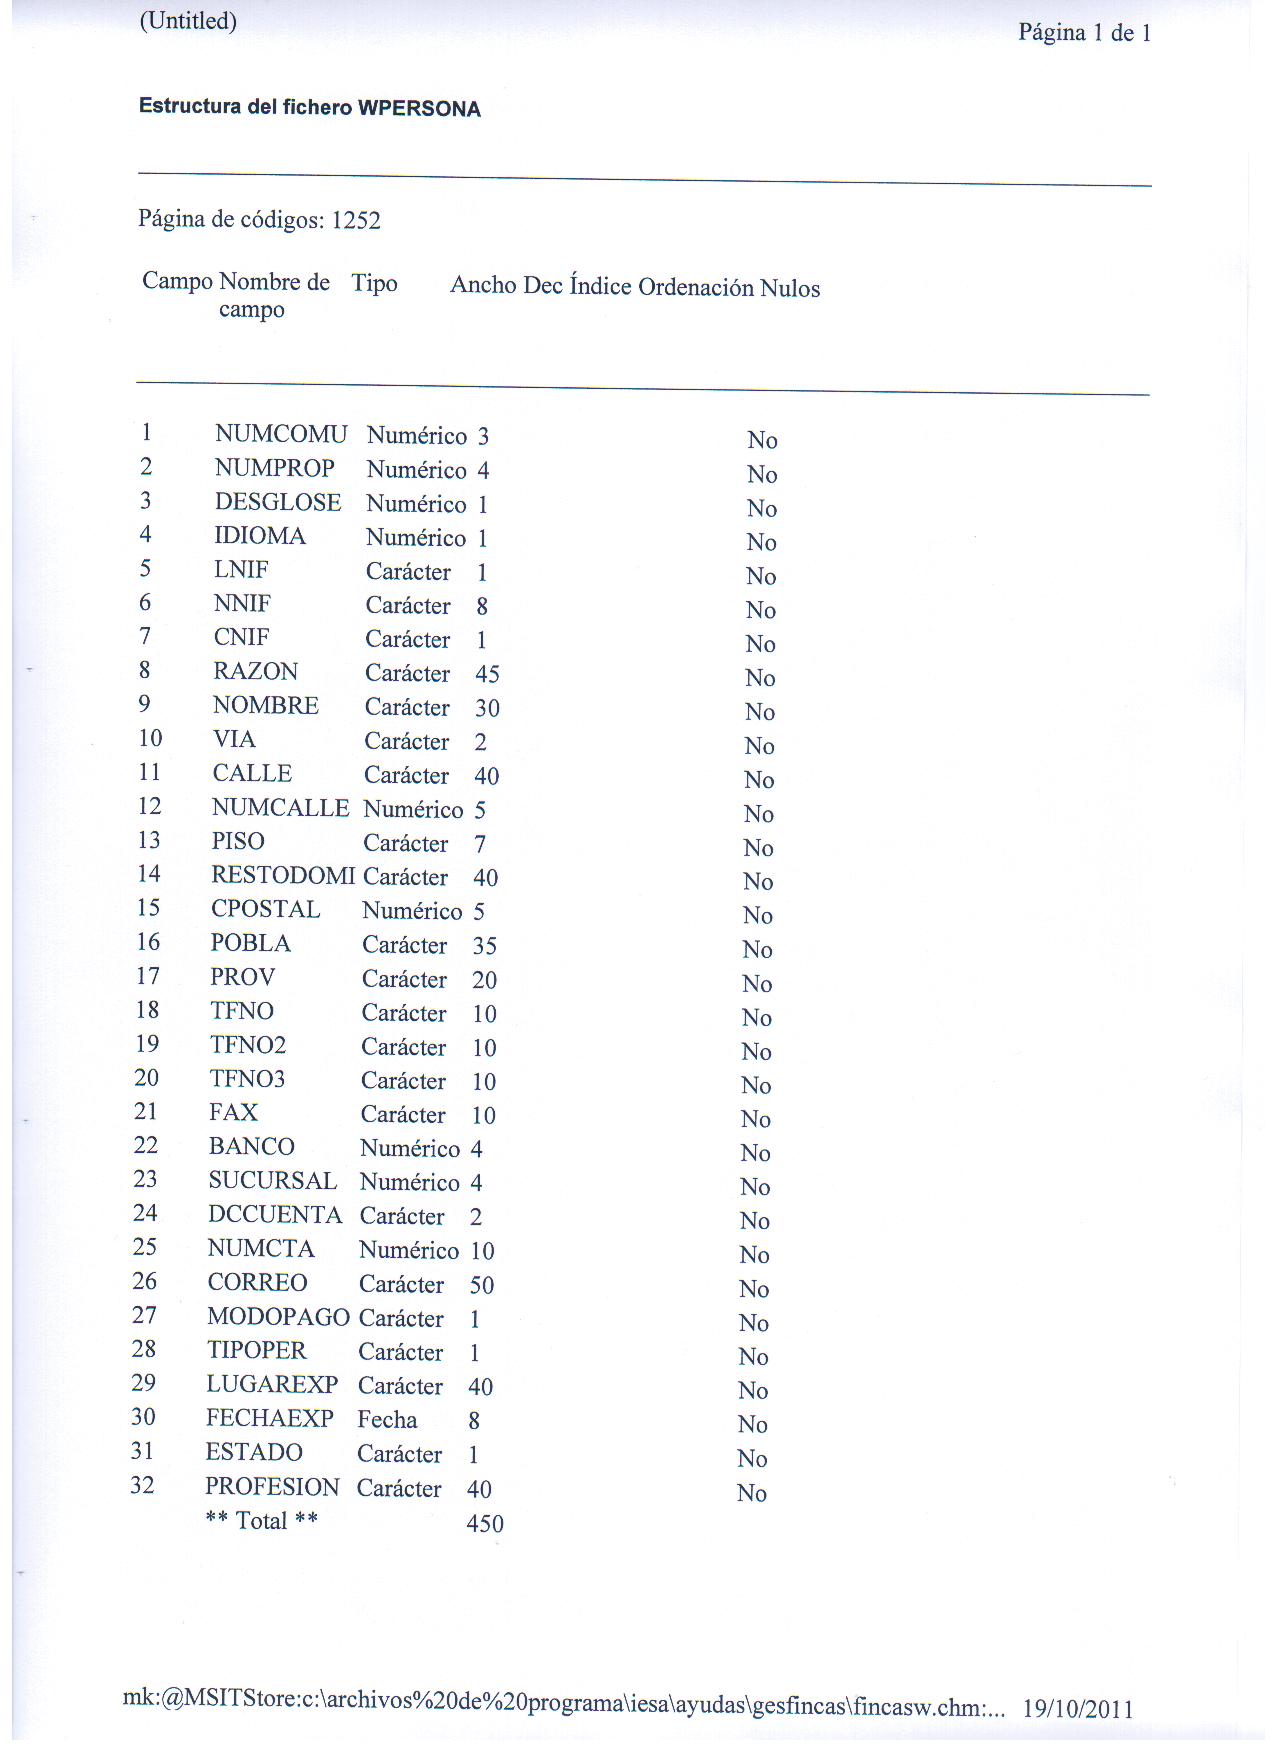 (Untitled)
Página 1 de 1
Estructura del fichero WPERSONA
Página de códigos: 1252
Campo Nombre de Tipo Ancho Dec Índice Ordenación Nulos
campo
1 NUMCOMU Numérico 3 No
2 NUMPROP Numérico 4 No
3 DESGLOSE Numérico 1 No
4 IDIOMA Numérico 1 No
5 LNIF Carácter 1 No
6 NNIF Carácter 8 No
7 CNIF Carácter 1 No
8 RAZON Carácter 45 No
9 NOMBRE Carácter 30 No
10 VIA Carácter 2 No
11 CALLE Carácter 40 No
12 NUMCALLE Numérico 5 No
13 PISO Carácter 7 No
14 RESTODOMI Carácter 40 No
15 CPOSTAL Numérico 5 No
16 POBLA Carácter 35 No
17 PROV Carácter 20 No
18 TFNO Carácter 10 No
19 TFNO2 Carácter 10 No
20 TFNO3 Carácter 10 No
21 FAX Carácter 10 No
22 BANCO Numérico 4 No
23 SUCURSAL Numérico 4 No
24 DCCUENTA Carácter 2 No
25 NUMCTA Numérico 10 No
26 CORREO Carácter 50 No
27 MODOPAGO Carácter 1 No
28 TIPOPER Carácter 1 No
29 LUGAREXP Carácter 40 No
30 FECHAEXP Fecha 8 No
31 ESTADO Carácter 1 No
32 PROFESION Carácter 40 No
** Total ** 450
mk:@MSITStore:c:\archivos%20de%20programa\iesa\ayudas\gesfincas\fincasw.chm:... 19/10/2011